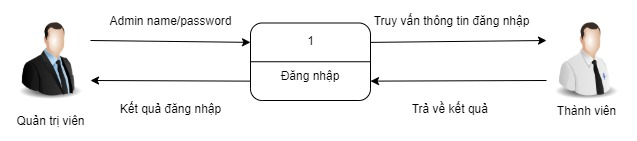 Admin name/password
Truy vấn thông tin đăng nhập
1
Đăng nhập
Kết quả đăng nhập
Trả về kết quả
Quản trị viên
Thành viên